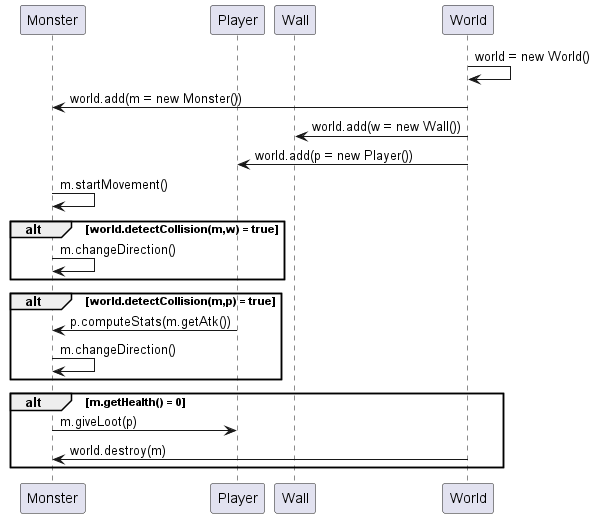 Monster Player Wall World
world = new World()
world.add(m = new Monster())
world.add(w = new Wall())
world.add(p = new Player())
m.startMovement()
alt [world.detectCollision(m,w) = true]
m.changeDirection()
alt [world.detectCollision(m,p) = true]
p.computeStats(m.getAtk())
m.changeDirection()
alt [m.getHealth() = 0]
m.giveLoot(p)
world.destroy(m)
Monster Player Wall World